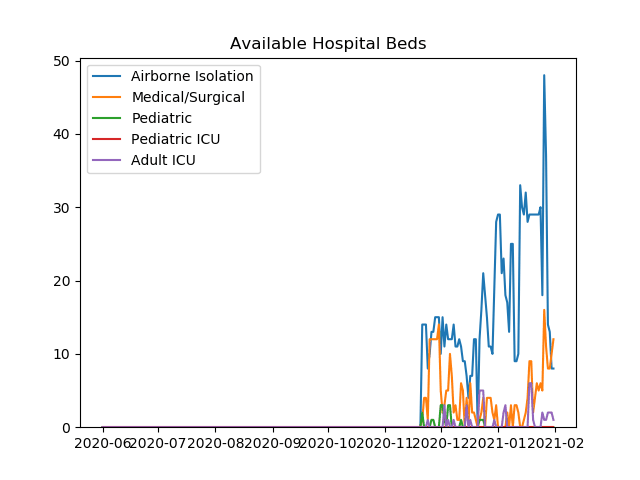 Available Hospital Beds
50
40
30
20
10
0
Airborne Isolation
Medical/Surgical
Pediatric
Pediatric ICU
Adult ICU
2020-06 2020-07 2020-08 2020-09 2020-10 2020-11 2020-12 2021-01 2021-02